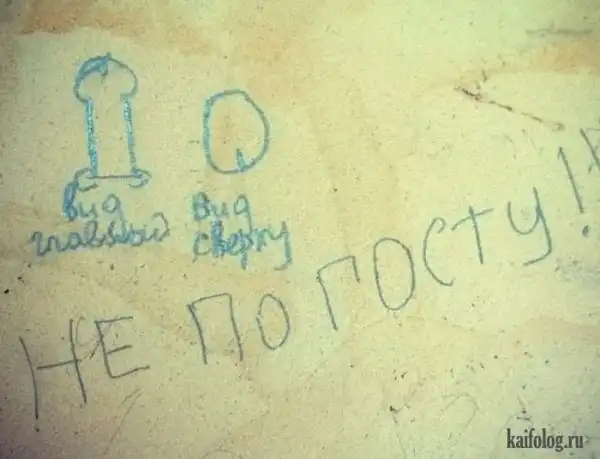 вид вид
главный сверху
НЕ ПО ГОСТУ!!
kaifolog.ru